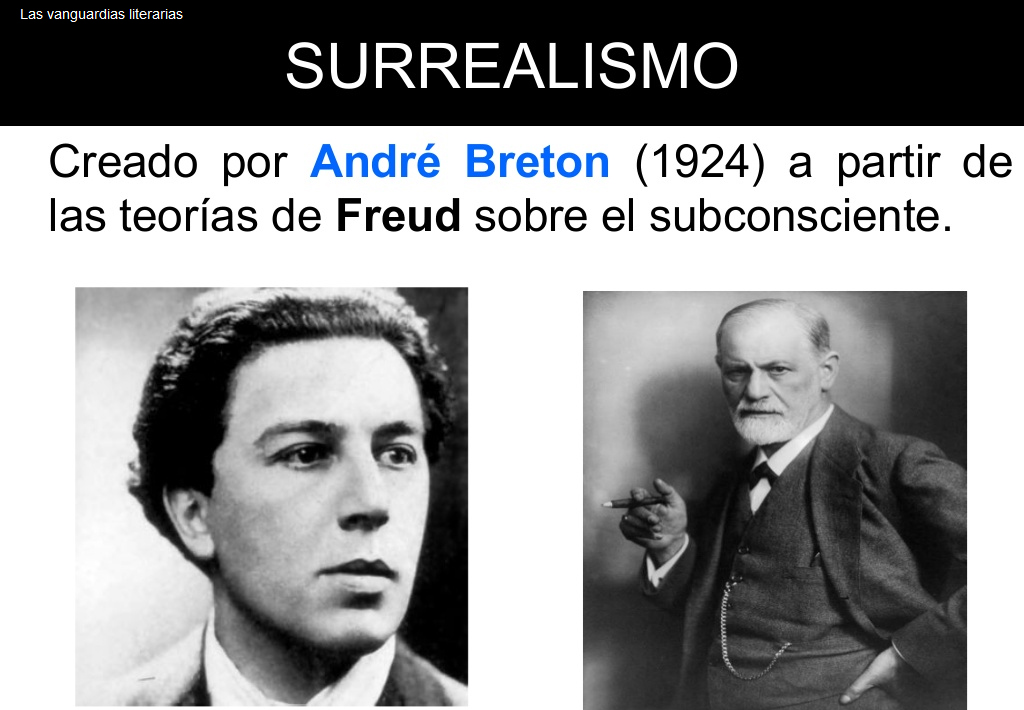 Las vanguardias literarias
SURREALISMO
Creado por André Breton (1924) a partir de
las teorías de Freud sobre el subconsciente.